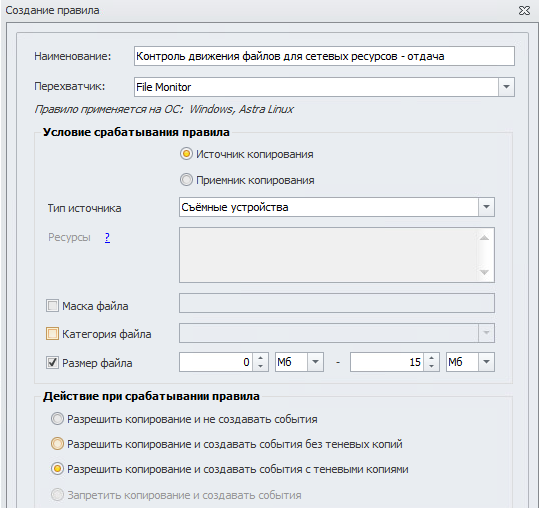 Создание правила
Наименование: Контроль движения файлов для сетевых ресурсов - отдача
Перехватчик: File Monitor
Правило применяется на ОС: Windows, Astra Linux
Условие срабатывания правила
Источник копирования
Приемник копирования
Тип источника Съёмные устройства
Ресурсы ?
Маска файла
Категория файла
Размер файла 0 Мб - 15 Мб
Действие при срабатывании правила
Разрешить копирование и не создавать события
Разрешить копирование и создавать события без теневых копий
Разрешить копирование и создавать события с теневыми копиями
Запретить копирование и создавать события